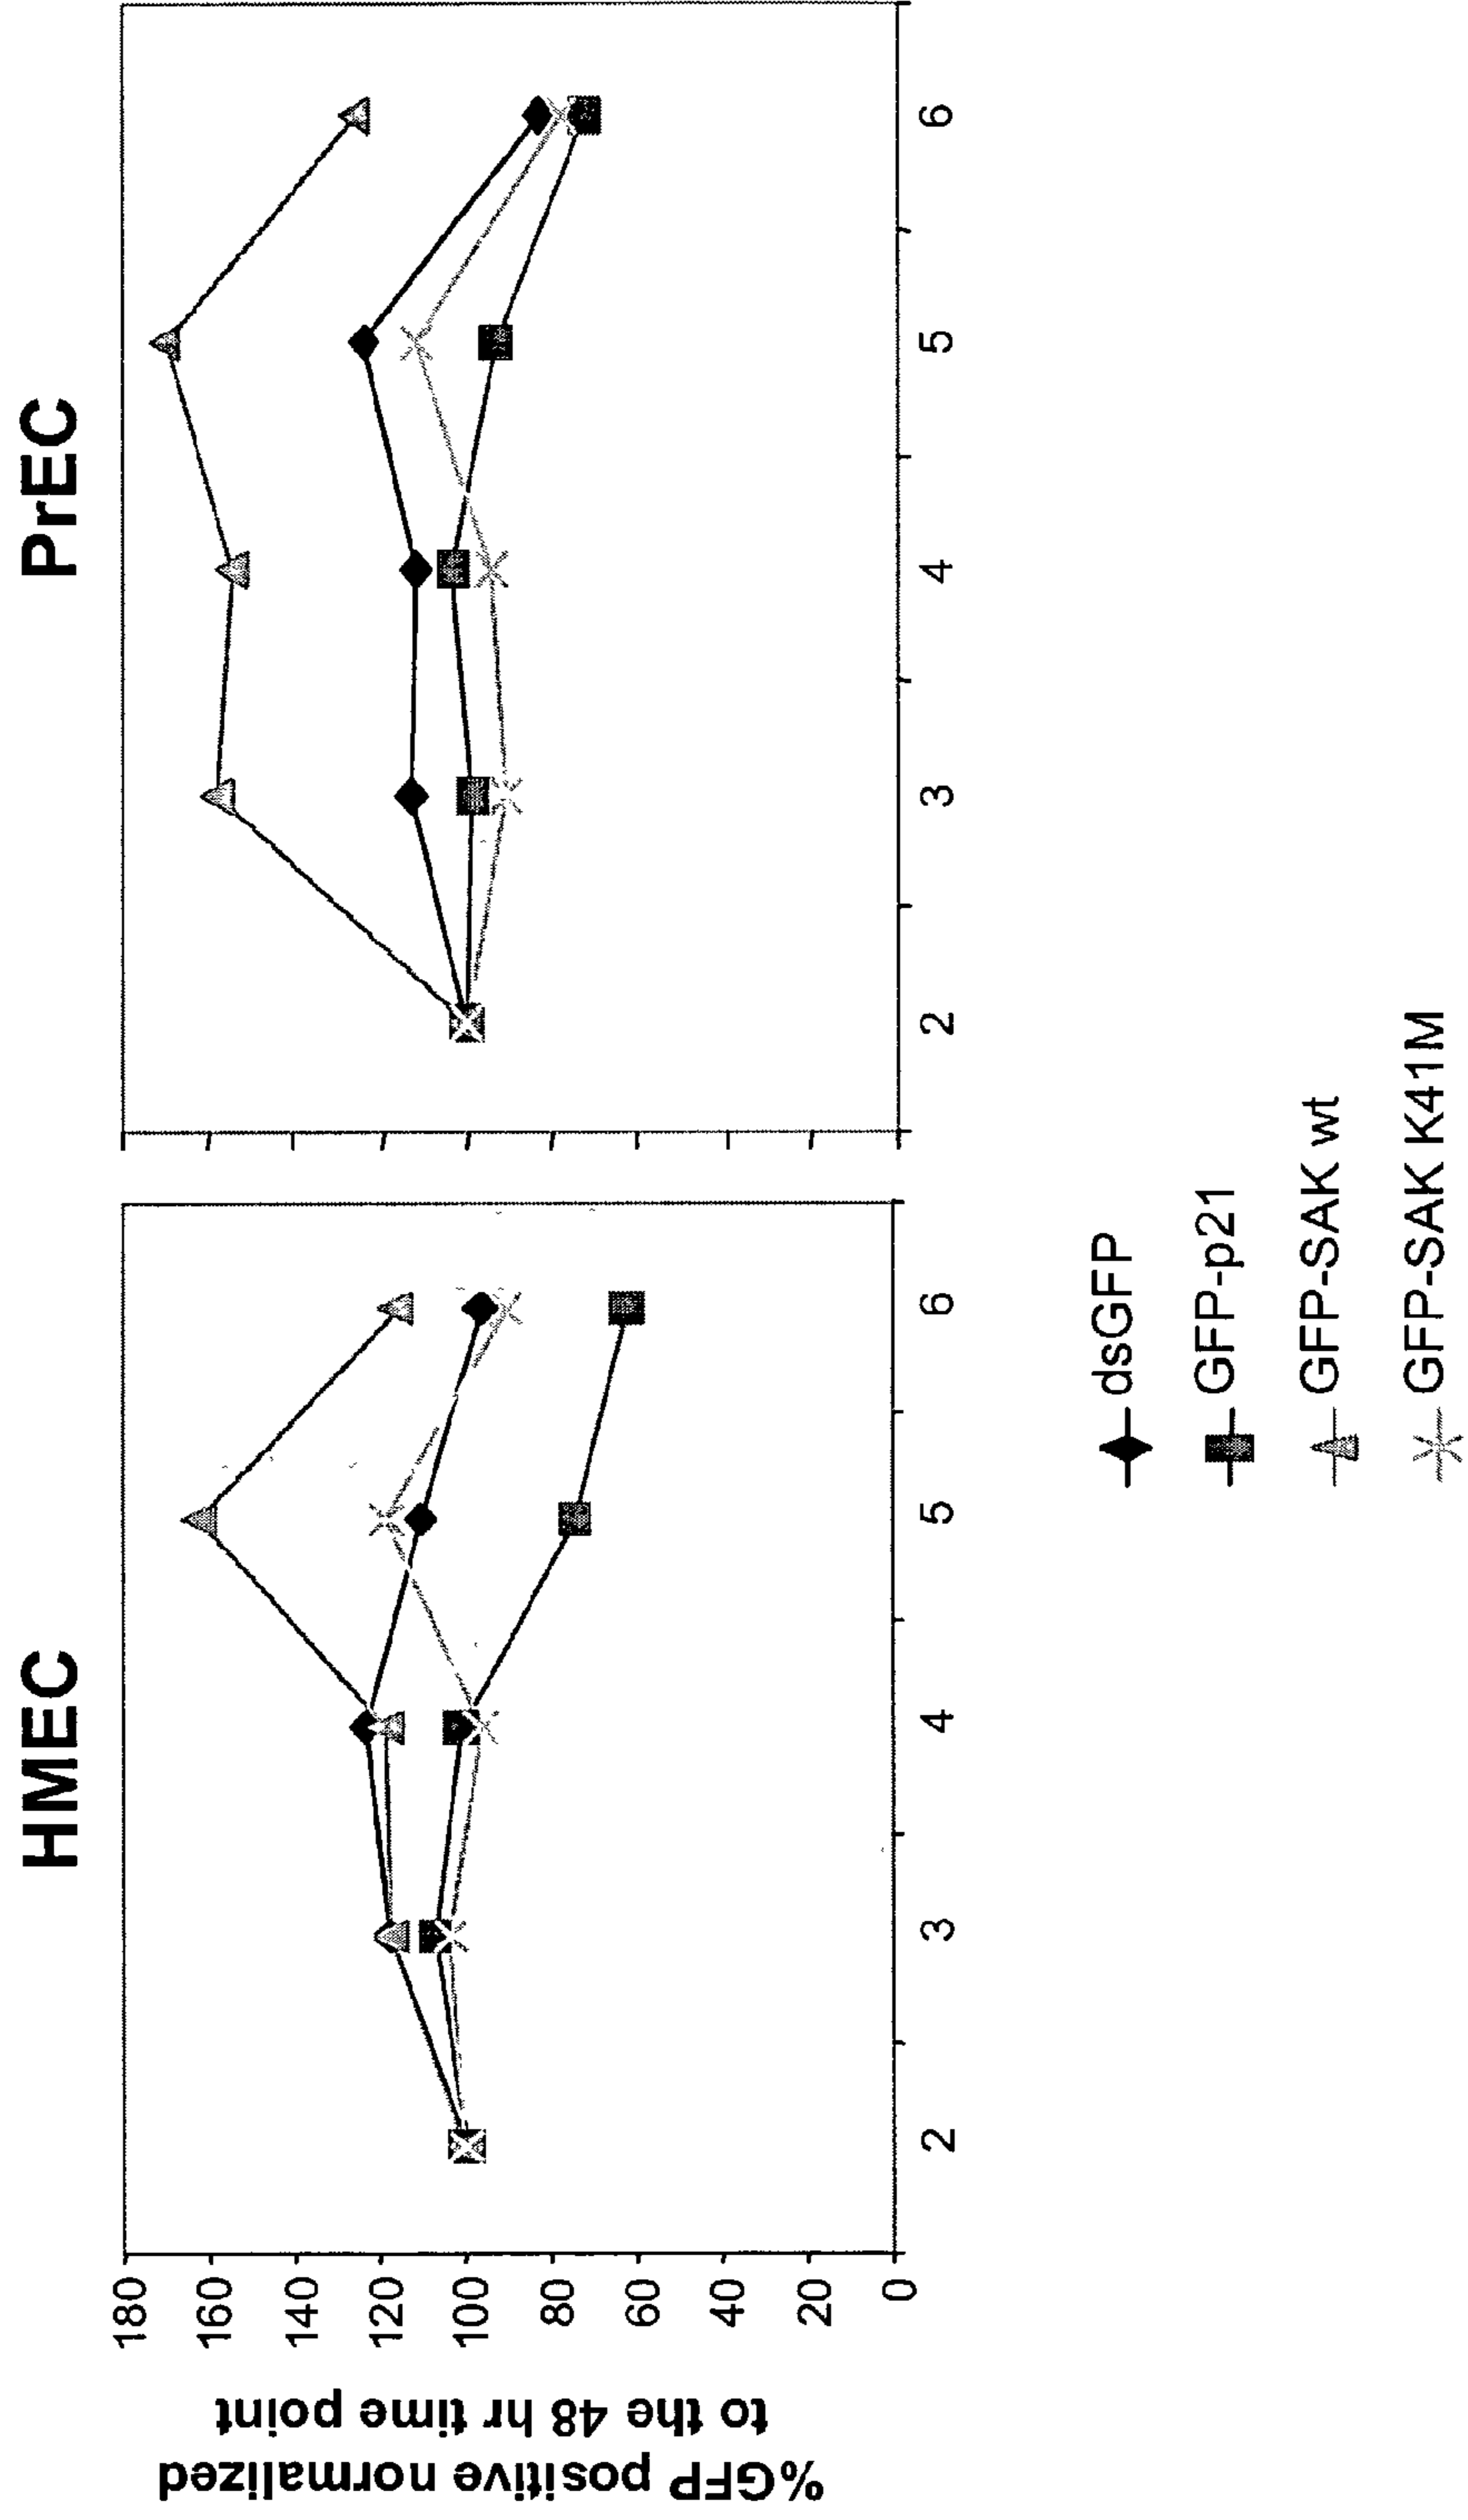 HMEC
PrEC
%GFP positive normalized
to the 48 hr time point
180
160
140
120
100
80
60
40
20
0
2 3 4 5 6
2 3 4 5 6
dsGFP
GFP-p21
GFP-SAK wt
GFP-SAK K41M